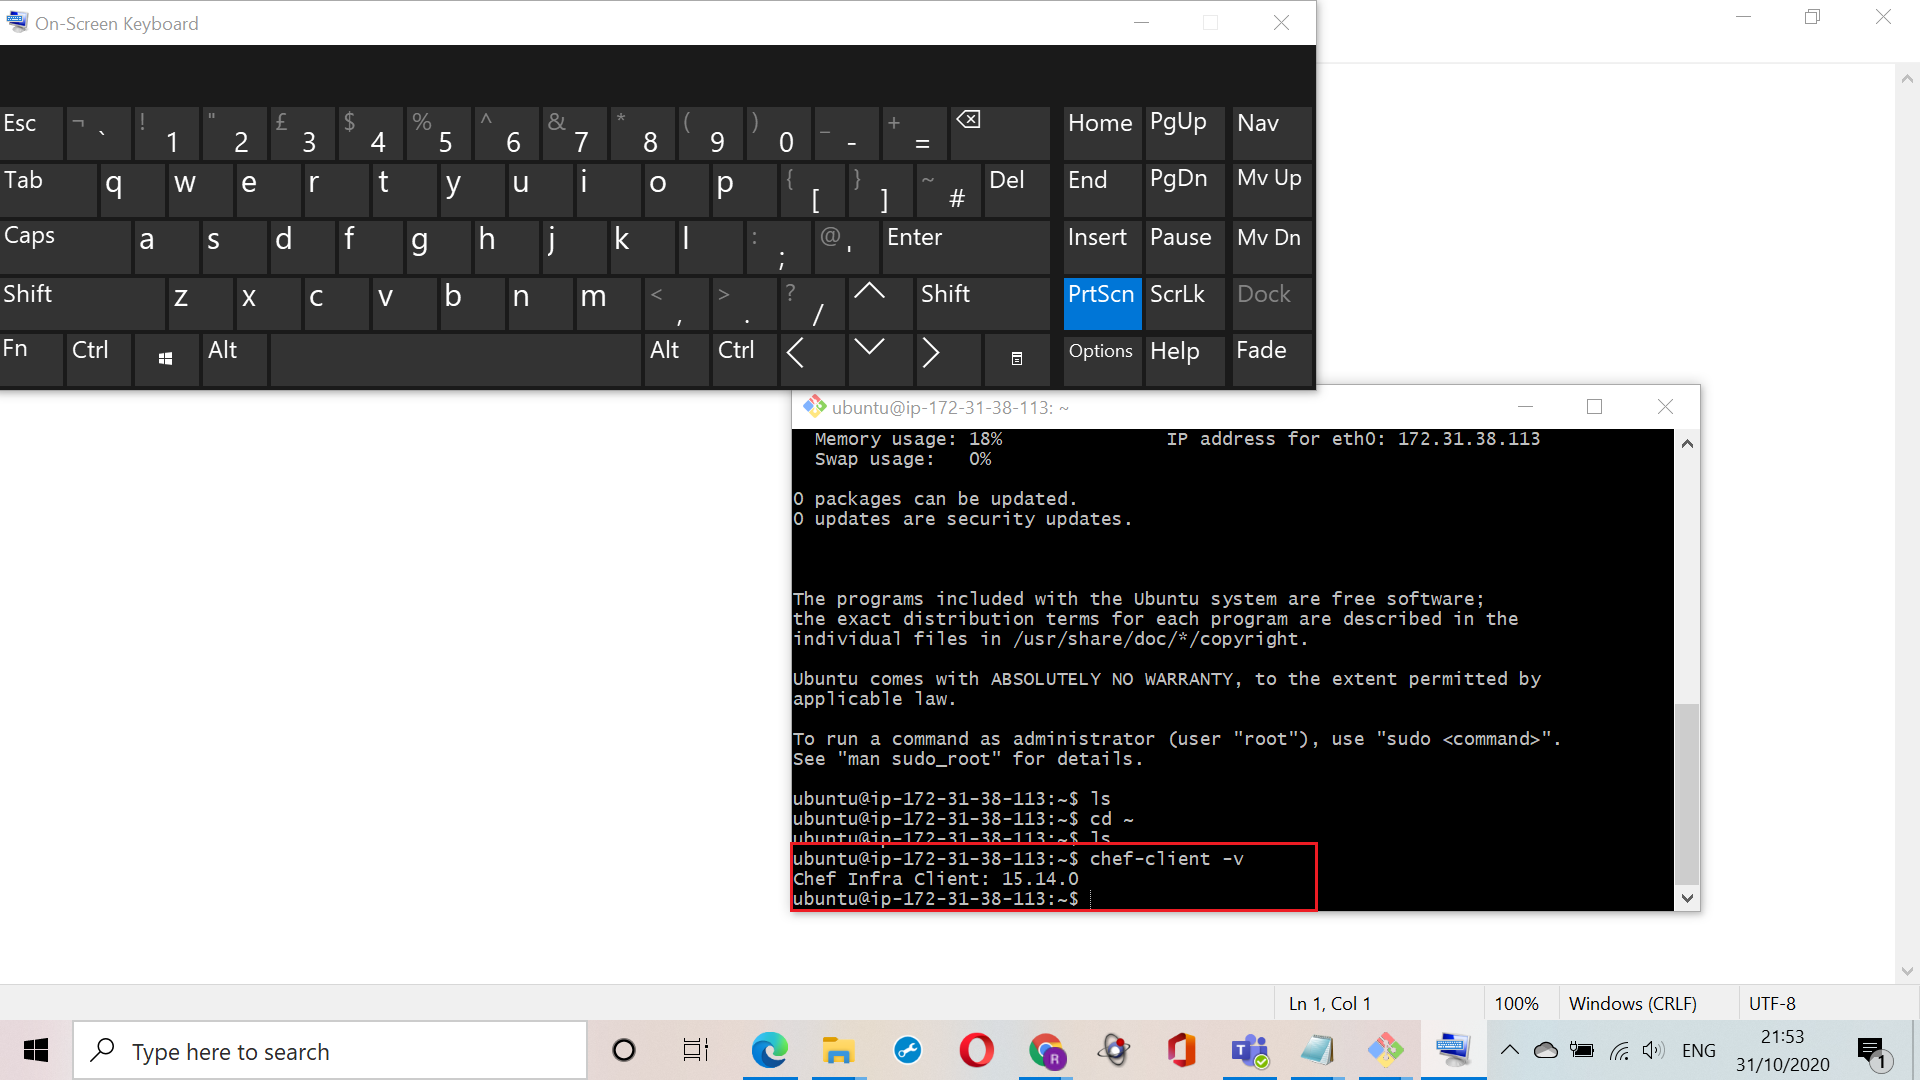 On-Screen Keyboard
Esc ¬ ` ! 1 " 2 £ 3 $ 4 % 5 ^ 6 & 7 * 8 ( 9 ) 0 _ - + = Home PgUp Nav
Tab q w e r t y u i o p { [ } ] ~ # Del End PgDn Mv Up
Caps a s d f g h j k l : ; @ ' Enter Insert Pause Mv Dn
Shift z x c v b n m < , > . ? / Shift PrtScn ScrLk Dock
Fn Ctrl Alt Alt Ctrl Options Help Fade
ubuntu@ip-172-31-38-113: ~
Memory usage: 18% IP address for eth0: 172.31.38.113
Swap usage: 0%
0 packages can be updated.
0 updates are security updates.
The programs included with the Ubuntu system are free software;
the exact distribution terms for each program are described in the
individual files in /usr/share/doc/*/copyright.
Ubuntu comes with ABSOLUTELY NO WARRANTY, to the extent permitted by
applicable law.
To run a command as administrator (user "root"), use "sudo <command>".
See "man sudo_root" for details.
ubuntu@ip-172-31-38-113:~$ ls
ubuntu@ip-172-31-38-113:~$ cd ~
ubuntu@ip-172-31-38-113:~$ ls
ubuntu@ip-172-31-38-113:~$ chef-client -v
Chef Infra Client: 15.14.0
ubuntu@ip-172-31-38-113:~$
Ln 1, Col 1 100% Windows (CRLF) UTF-8
Type here to search R ENG 21:53
31/10/2020 1